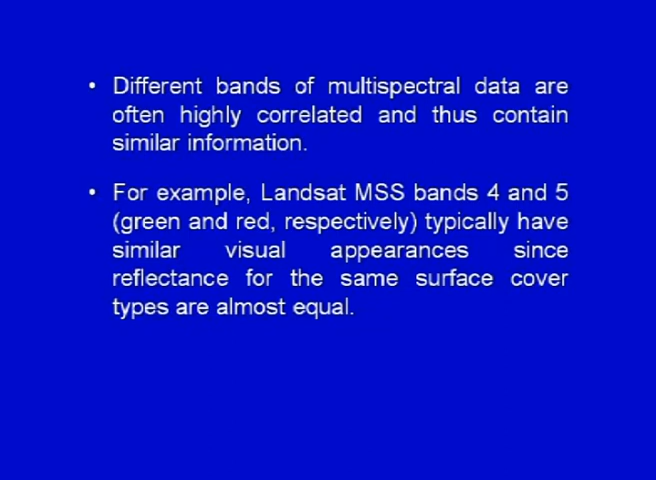 • Different bands of multispectral data are
often highly correlated and thus contain
similar information.
• For example, Landsat MSS bands 4 and 5
(green and red, respectively) typically have
similar visual appearances since
reflectance for the same surface cover
types are almost equal.